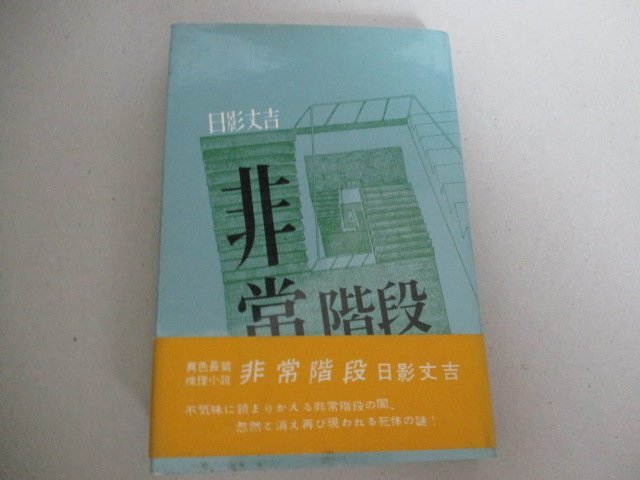 日影丈吉
非常階段
異色長篇
推理小説
非常階段 日影丈吉
不気味に鎮まりかえる非常階段の闇、
忽然と消え再び現われる死体の謎!